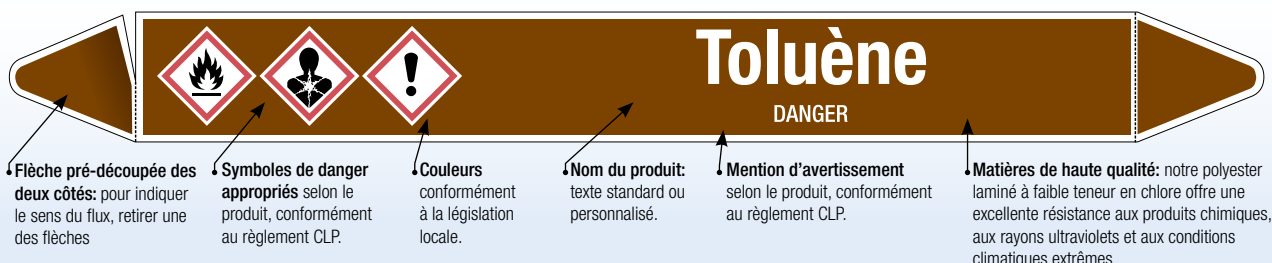 Toluène
DANGER
Flèche pré-découpée des
deux côtés: pour indiquer
le sens du flux, retirer une
des flèches
Symboles de danger
appropriés selon le
produit, conformément
au règlement CLP.
Couleurs
conformément
à la législation
locale.
Nom du produit:
texte standard ou
personnalisé.
Mention d’avertissement
selon le produit, conformément
au règlement CLP.
Matières de haute qualité: notre polyester
laminé à faible teneur en chlore offre une
excellente résistance aux produits chimiques,
aux rayons ultraviolets et aux conditions
climatiques extrêmes